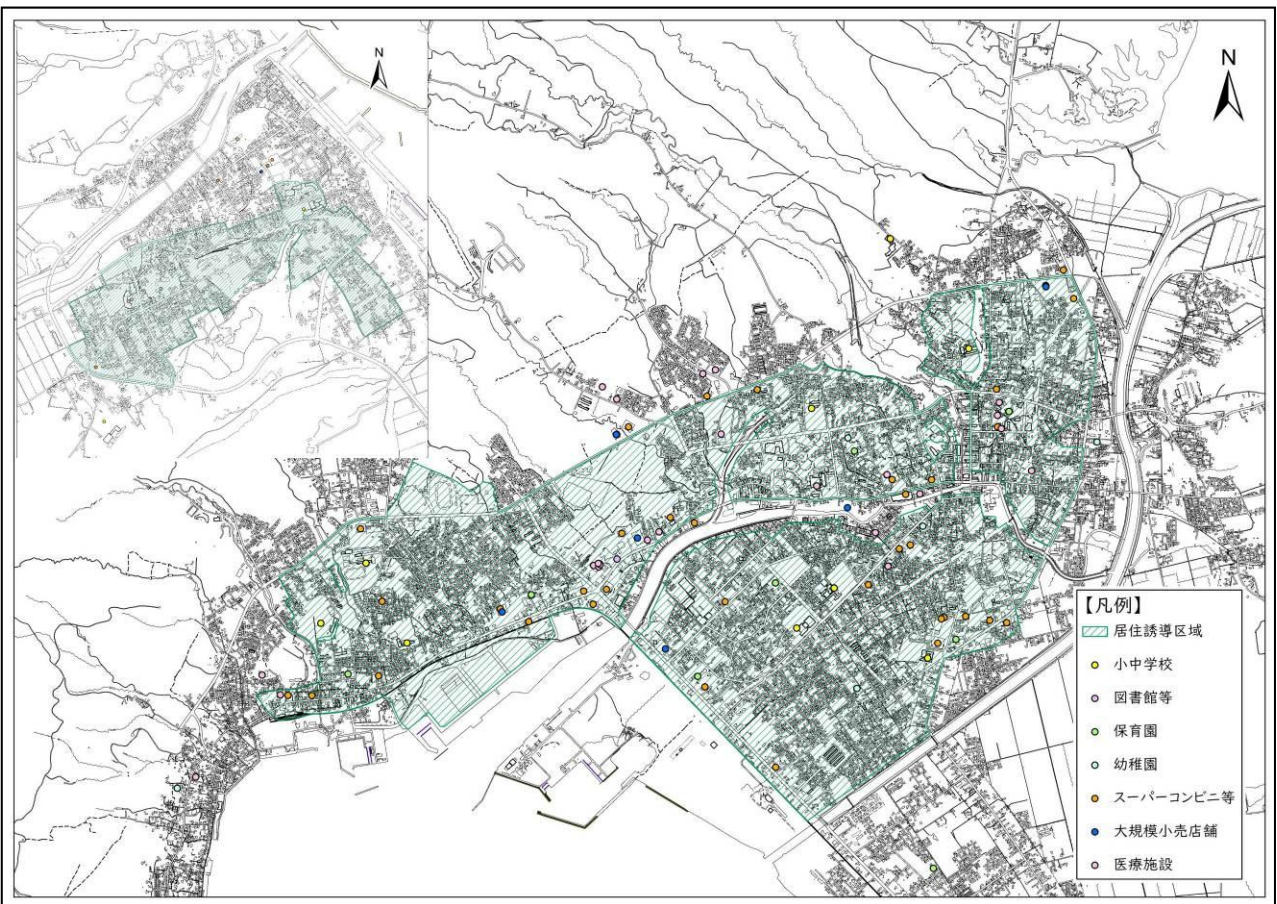 N
N
【凡例】
居住誘導区域
小中学校
図書館等
保育園
幼稚園
スーパーコンビニ等
大規模小売店舗
医療施設